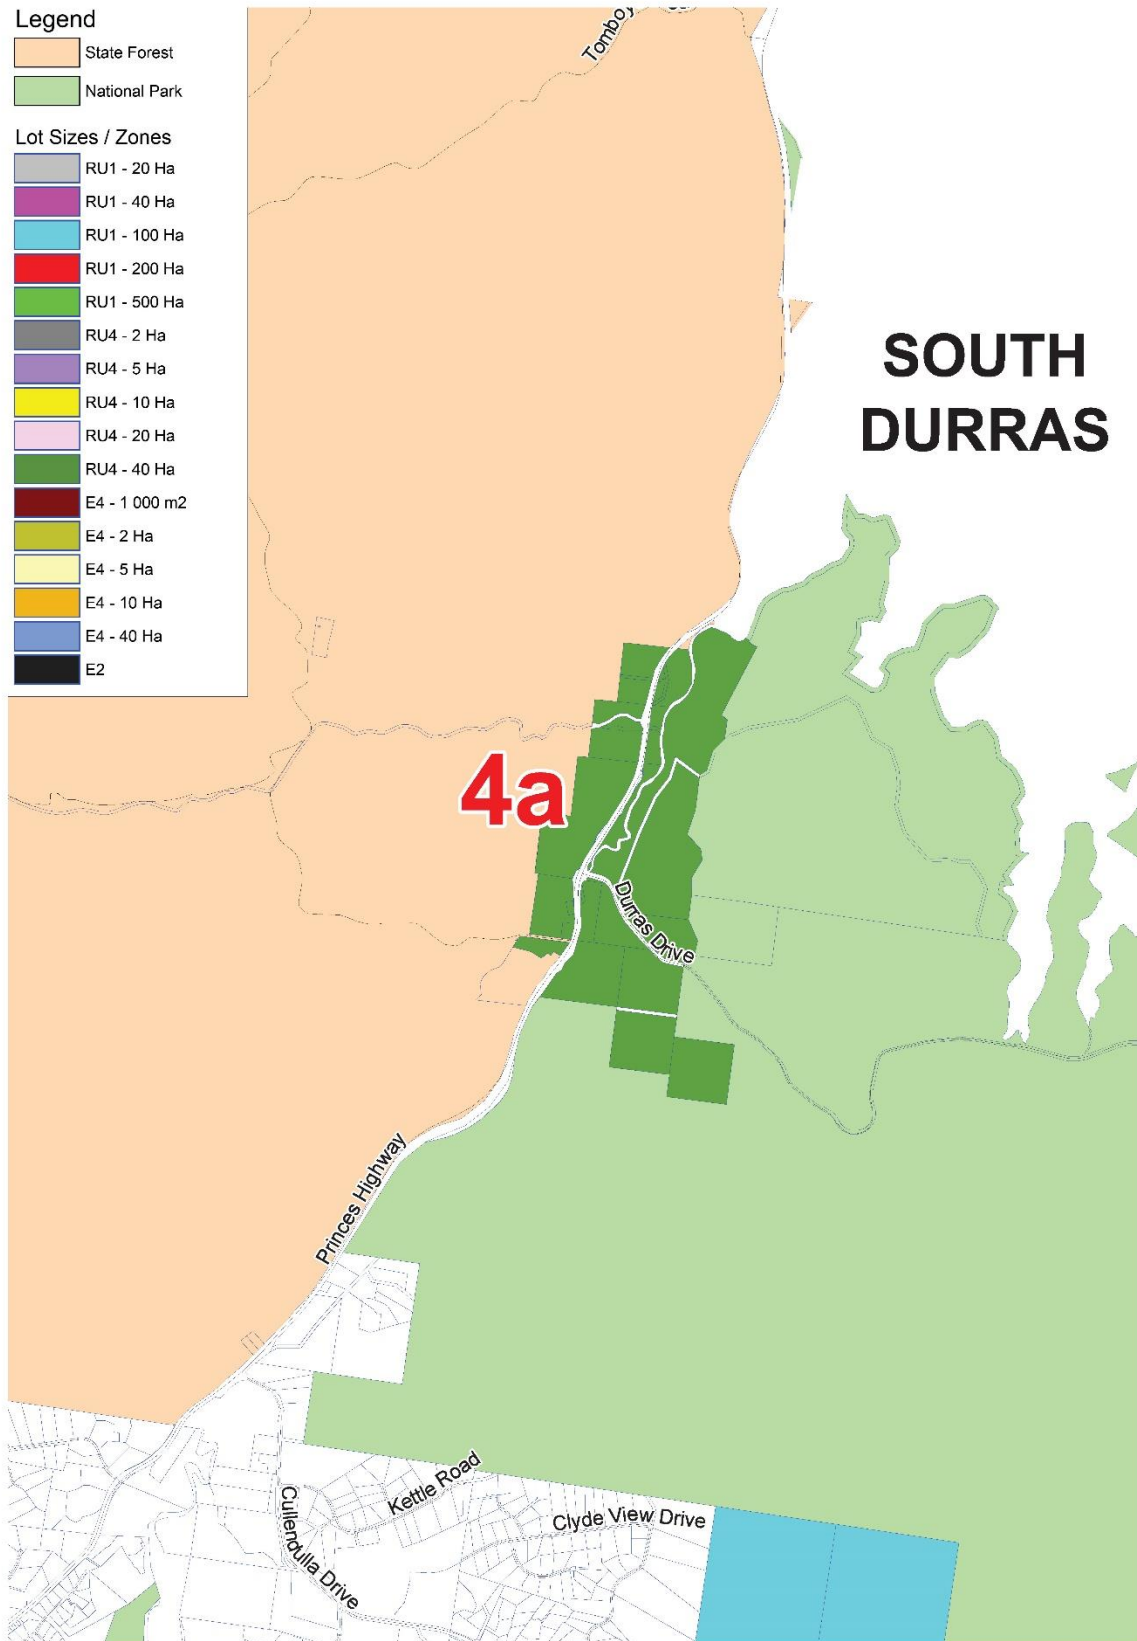 Legend
State Forest
National Park
Lot Sizes / Zones
RU1 - 20 Ha
RU1 - 40 Ha
RU1 - 100 Ha
RU1 - 200 Ha
RU1 - 500 Ha
RU4 - 2 Ha
RU4 - 5 Ha
RU4 - 10 Ha
RU4 - 20 Ha
RU4 - 40 Ha
E4 - 1 000 m2
E4 - 2 Ha
E4 - 5 Ha
E4 - 10 Ha
E4 - 40 Ha
E2
Tomboy
SOUTH
DURRAS
4a
Durras Drive
Princes Highway
Kettle Road
Clyde View Drive
Cullendulla Drive